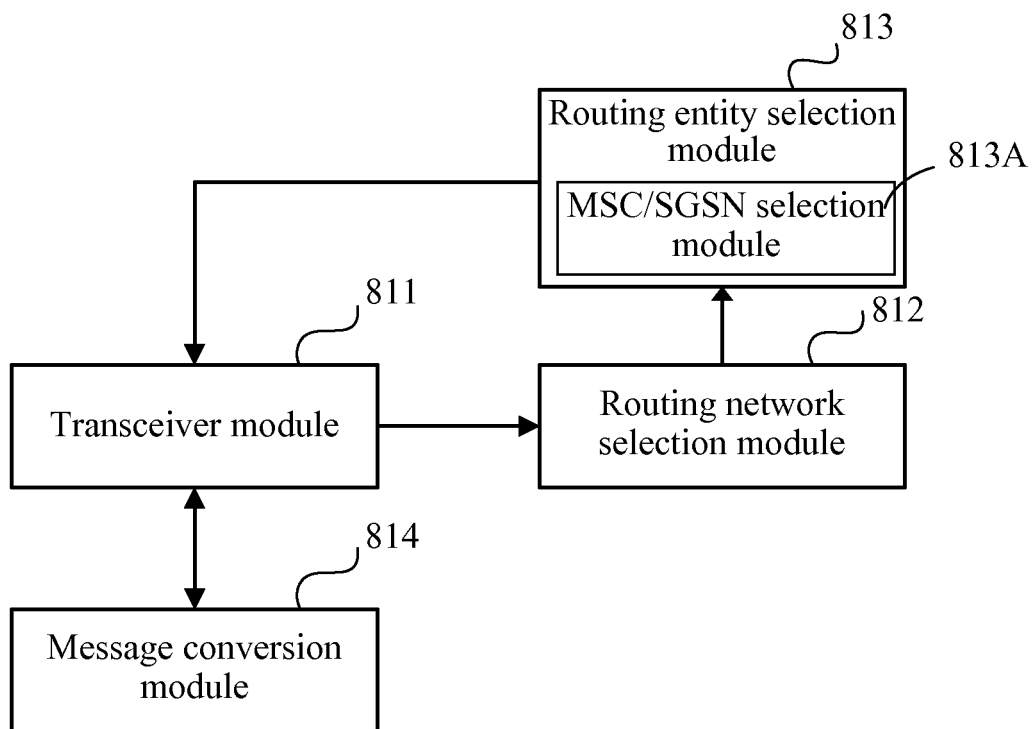 813
Routing entity selection
module
813A
MSC/SGSN selection
module
811
812
Transceiver module
Routing network
selection module
814
Message conversion
module